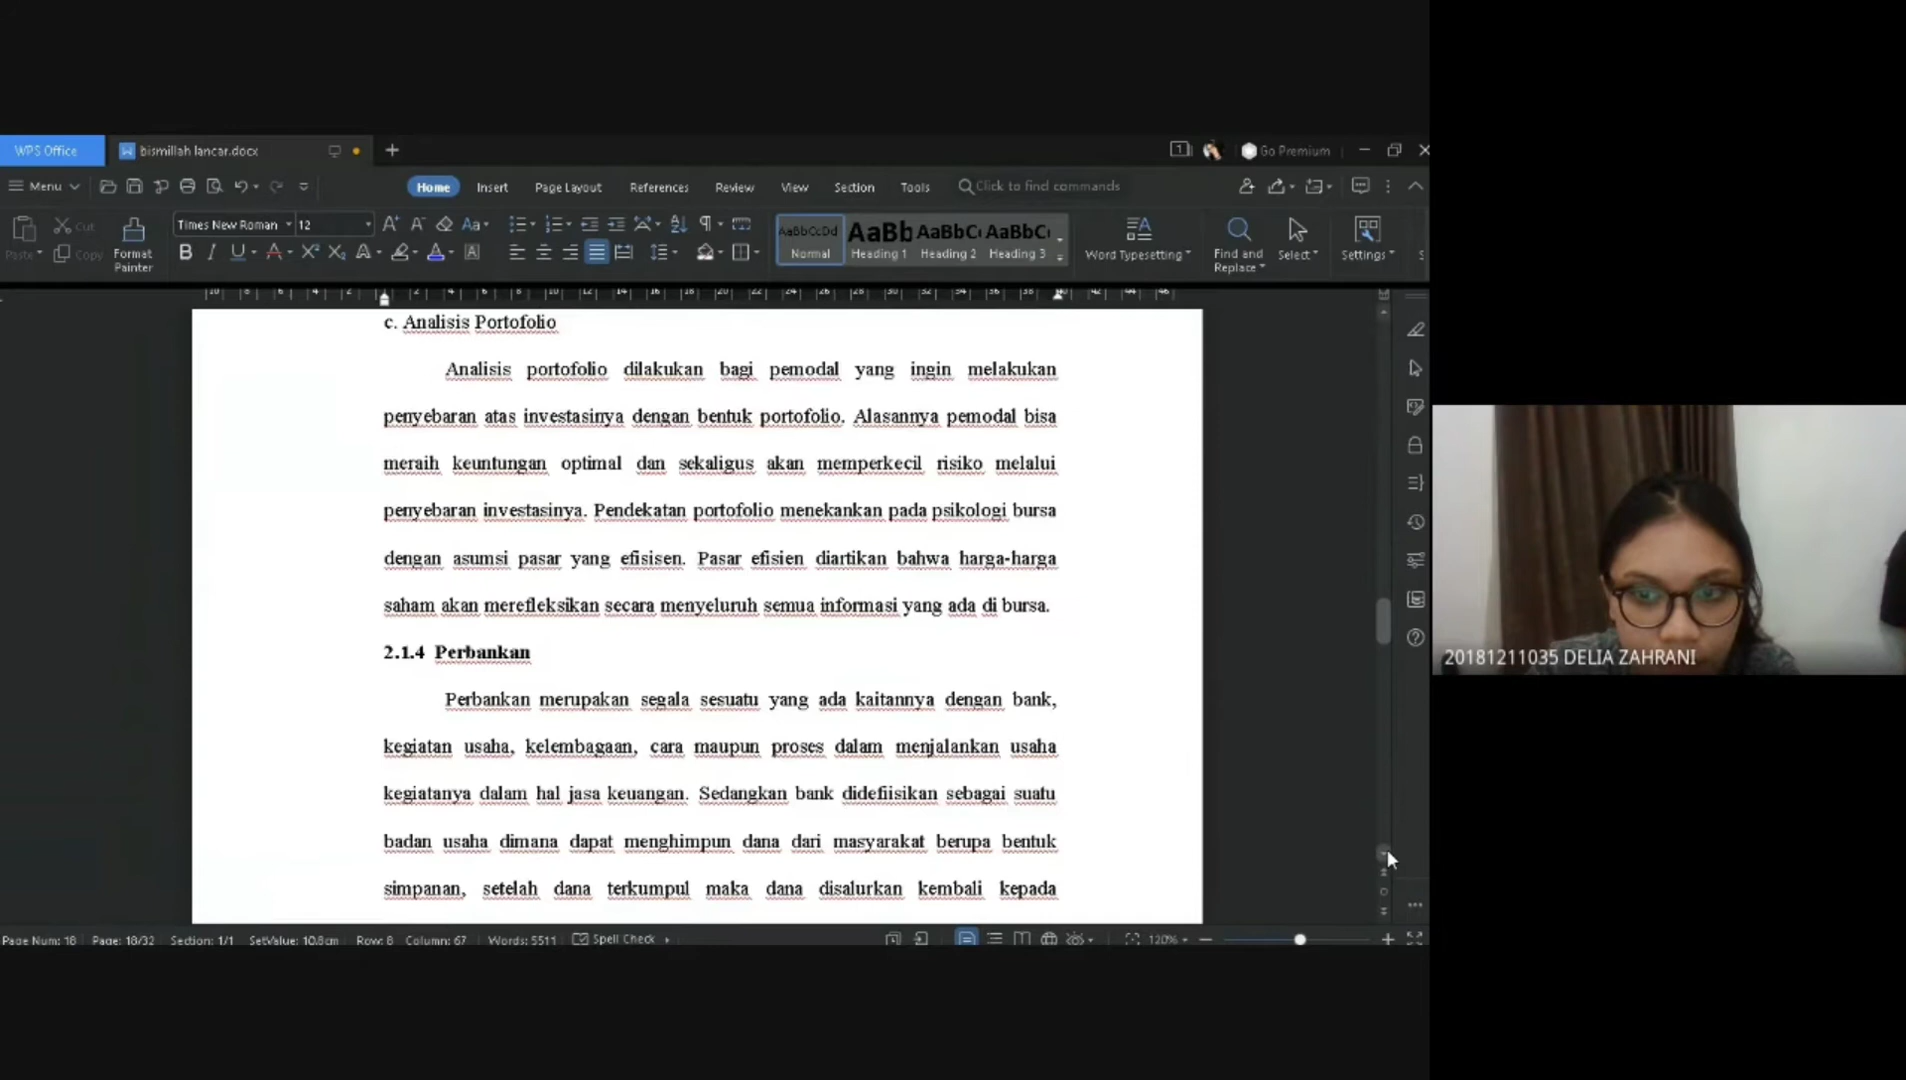 WPS Office
bismillah lancar.docx
Go Premium
Menu
Home
Insert
Page Layout
References
Review
View
Section
Tools
Click to find commands
Paste
Cut
Copy
Format
Painter
Times New Roman
12
AaBbCcDd
Normal
Heading 1
Heading 2
Heading 3
Word Typesetting
Find and
Replace
Select
Settings
c. Analisis Portofolio
Analisis portofolio dilakukan bagi pemodal yang ingin melakukan
penyebaran atas investasinya dengan bentuk portofolio. Alasannya pemodal bisa
meraih keuntungan optimal dan sekaligus akan memperkecil risiko melalui
penyebaran investasinya. Pendekatan portofolio menekankan pada psikologi bursa
dengan asumsi pasar yang efisisen. Pasar efisien diartikan bahwa harga-harga
saham akan merefleksikan secara menyeluruh semua informasi yang ada di bursa.
2.1.4 Perbankan
Perbankan merupakan segala sesuatu yang ada kaitannya dengan bank,
kegiatan usaha, kelembagaan, cara maupun proses dalam menjalankan usaha
kegiatanya dalam hal jasa keuangan. Sedangkan bank didefiisikan sebagai suatu
badan usaha dimana dapat menghimpun dana dari masyarakat berupa bentuk
simpanan, setelah dana terkumpul maka dana disalurkan kembali kepada
Page Num: 18 Page: 18/32 Section: 1/1 SetValue: 10.8cm Row: 8 Column: 67 Words: 5511 Spell Check 120%
20181211035 DELIA ZAHRANI